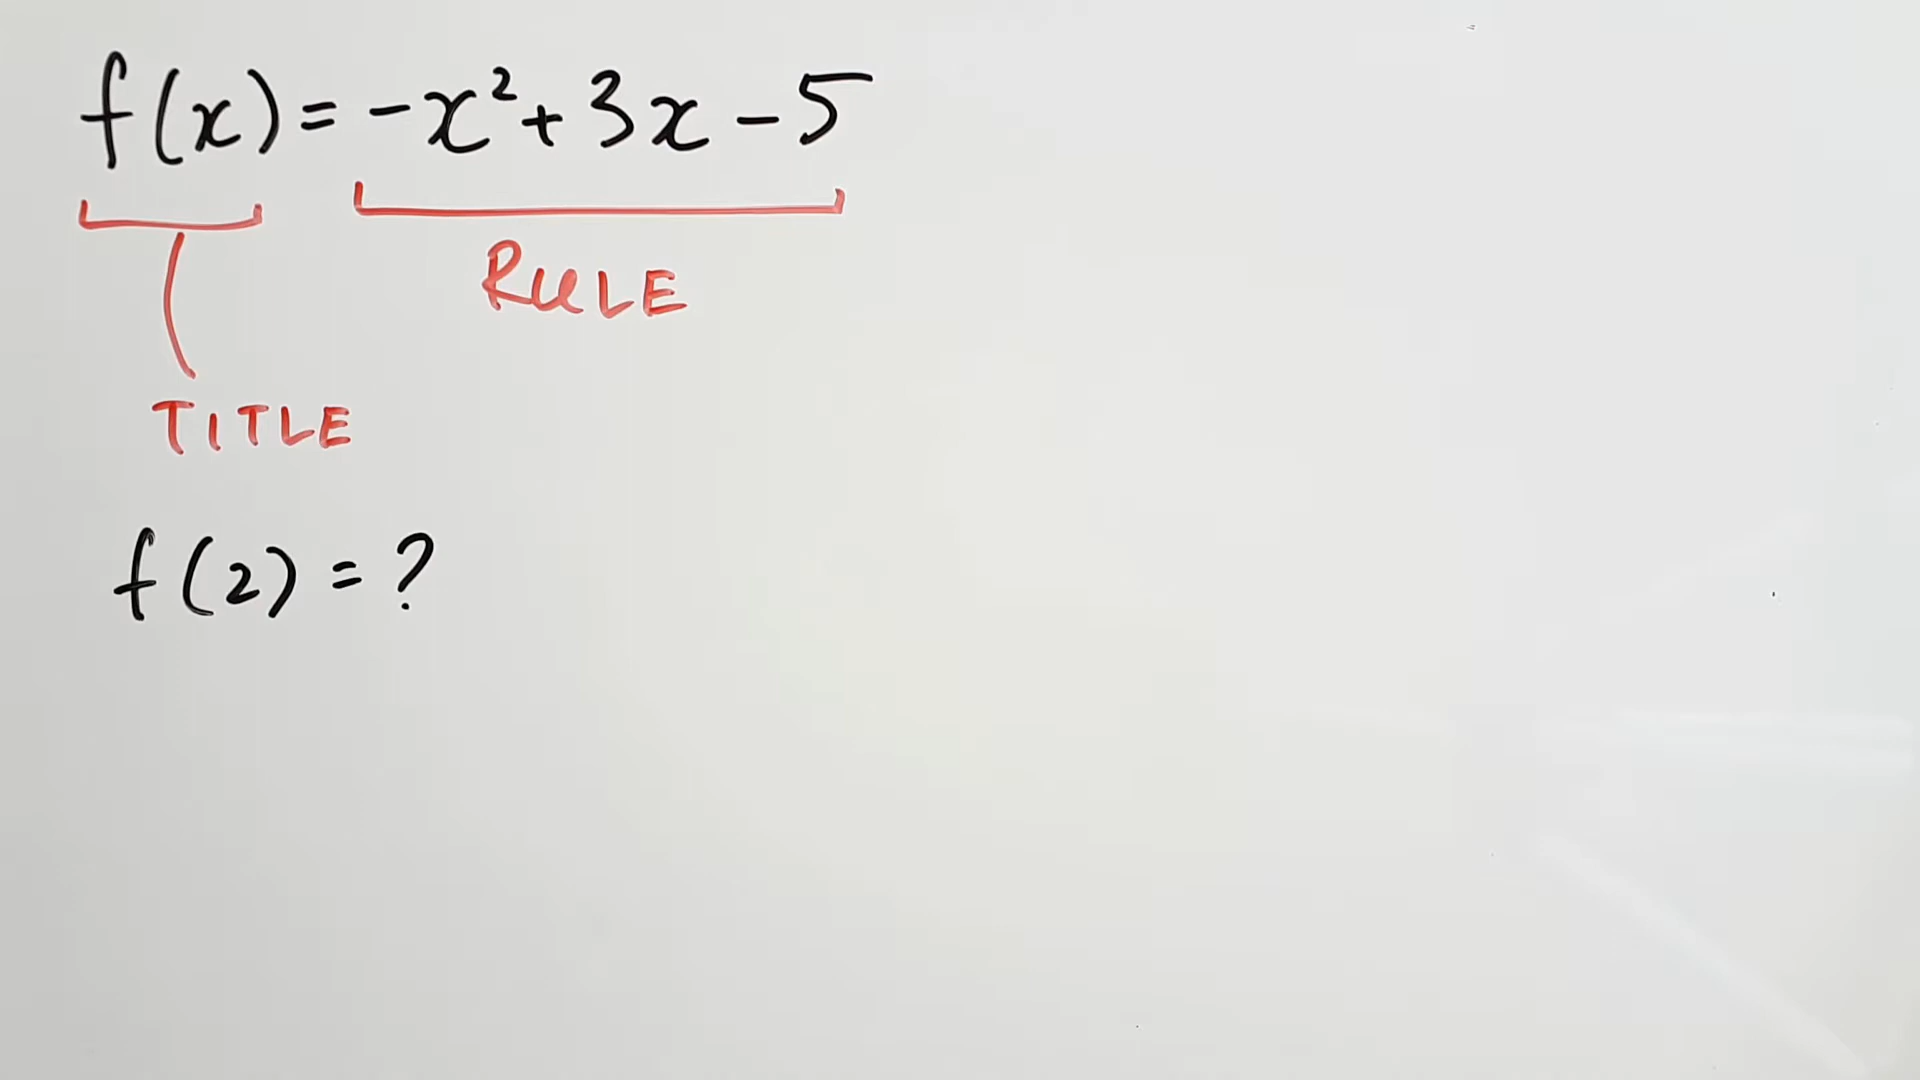 f(x) = -x² + 3x - 5
RULE
TITLE
f(2) = ?